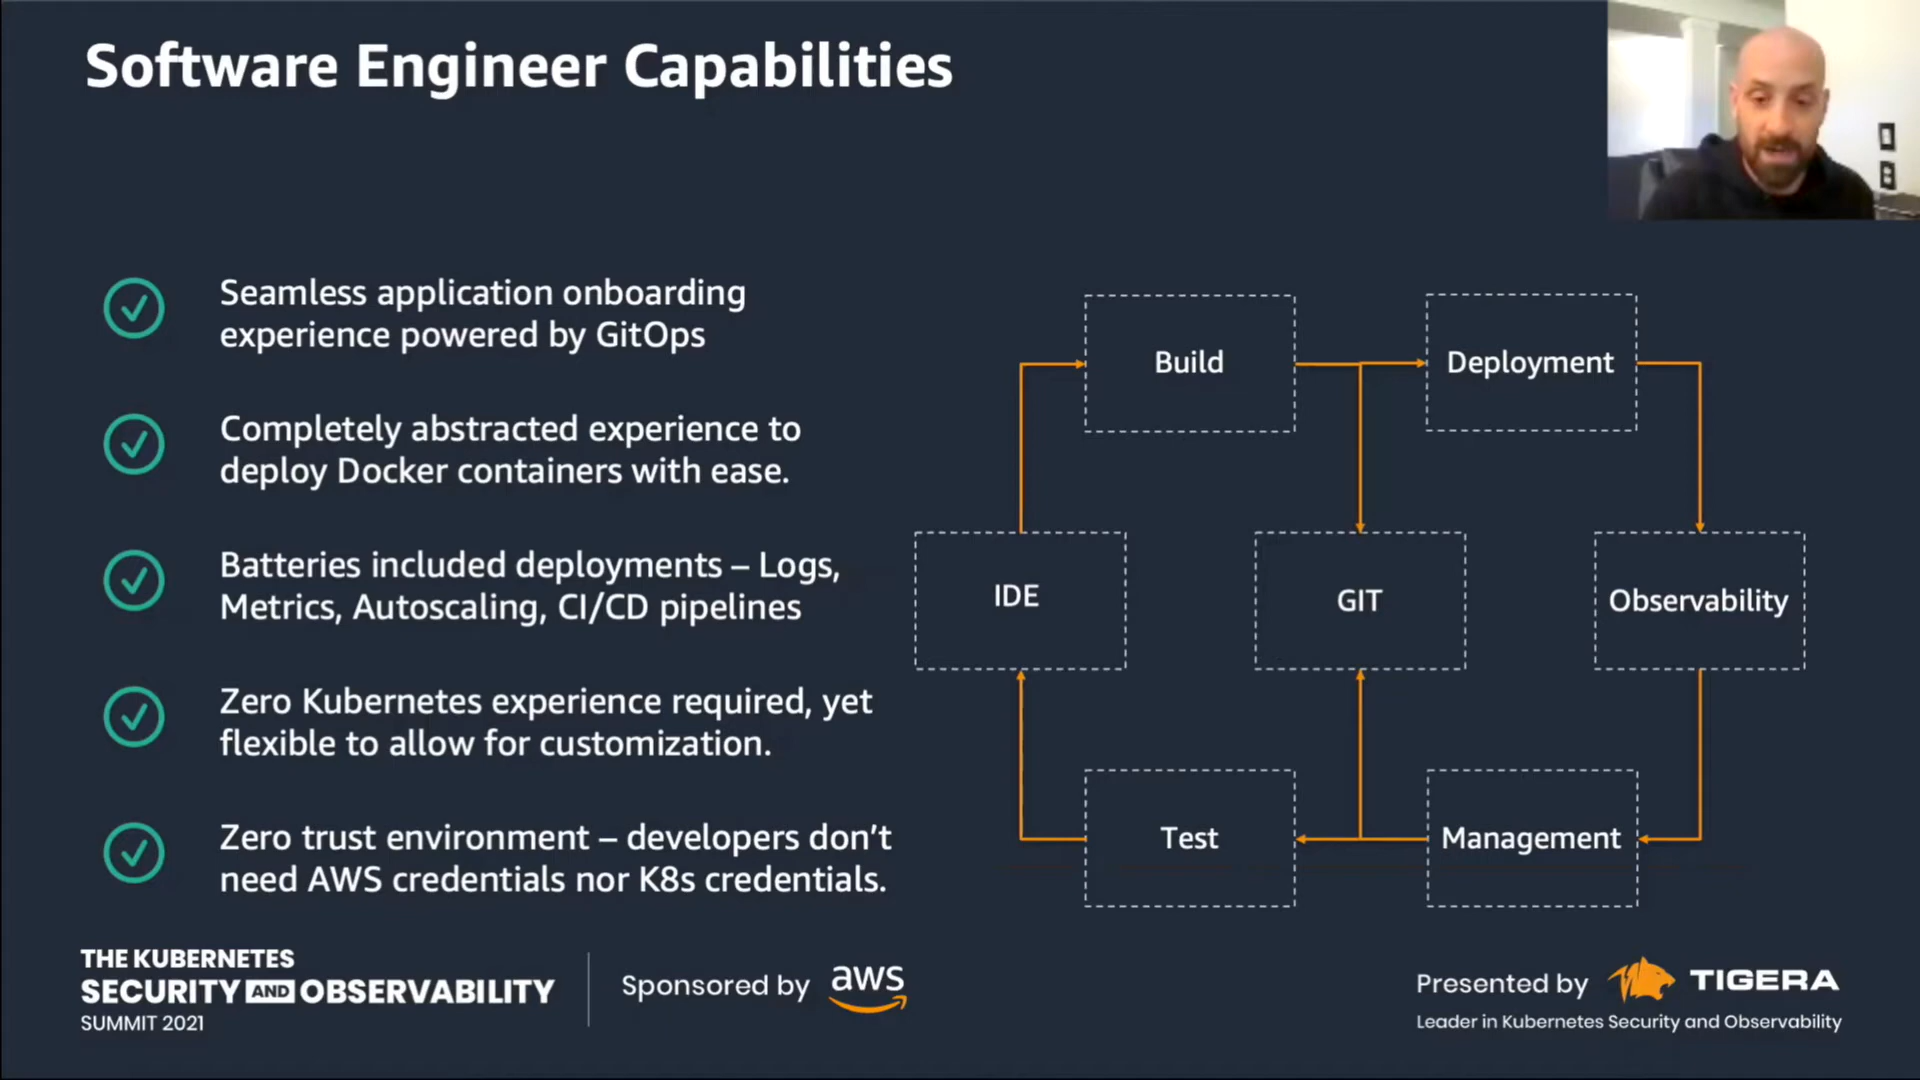 Software Engineer Capabilities
Seamless application onboarding
experience powered by GitOps
Completely abstracted experience to
deploy Docker containers with ease.
Batteries included deployments – Logs,
Metrics, Autoscaling, CI/CD pipelines
Zero Kubernetes experience required, yet
flexible to allow for customization.
Zero trust environment – developers don’t
need AWS credentials nor K8s credentials.
Build
Deployment
IDE
GIT
Observability
Test
Management
THE KUBERNETES
SECURITY AND OBSERVABILITY
SUMMIT 2021
Sponsored by aws
Presented by TIGERA
Leader in Kubernetes Security and Observability